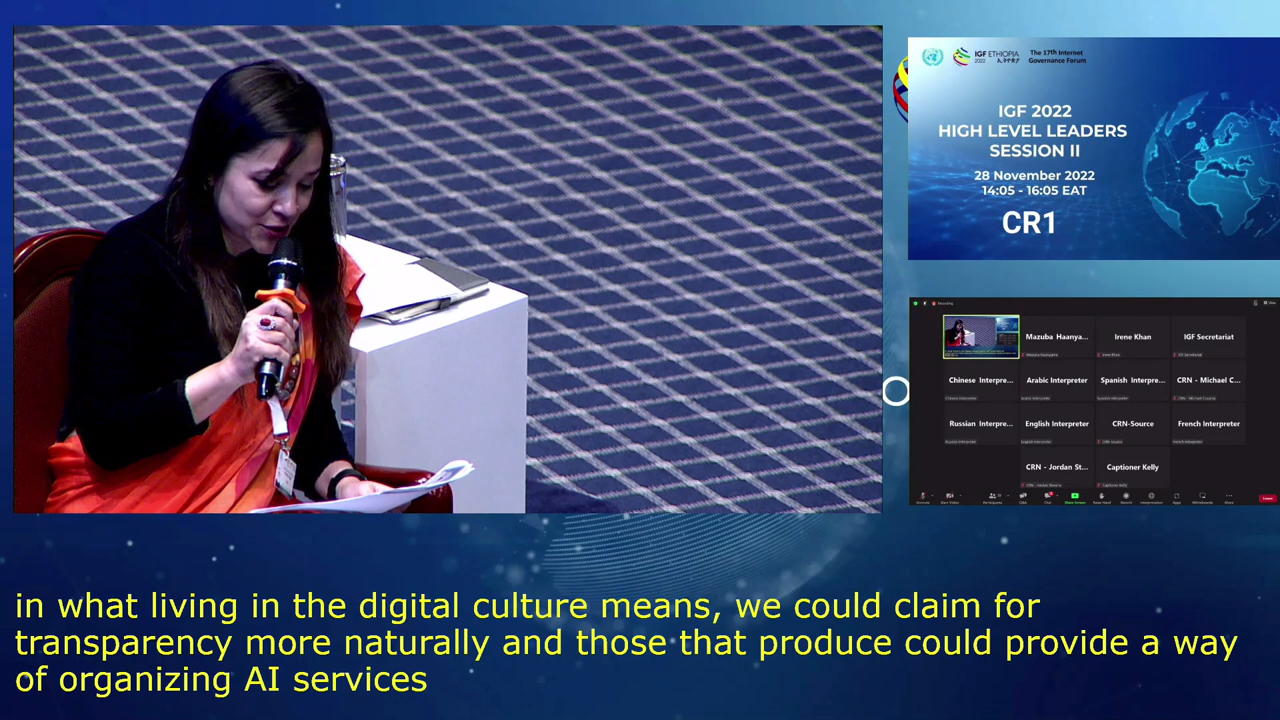 IGF ETHIOPIA
2022 ኢትዮጵያ
The 17th Internet
Governance Forum
IGF 2022
HIGH LEVEL LEADERS
SESSION II
28 November 2022
14:05 - 16:05 EAT
CR1
Recording
View
Mazuba Haanya...
Irene Khan
IGF Secretariat
Chinese Interpre...
Arabic Interpreter
Spanish Interpre...
CRN - Michael C...
Russian Interpre...
English Interpreter
CRN-Source
French Interpreter
CRN - Jordan St...
Captioner Kelly
in what living in the digital culture means, we could claim for
transparency more naturally and those that produce could provide a way
of organizing AI services